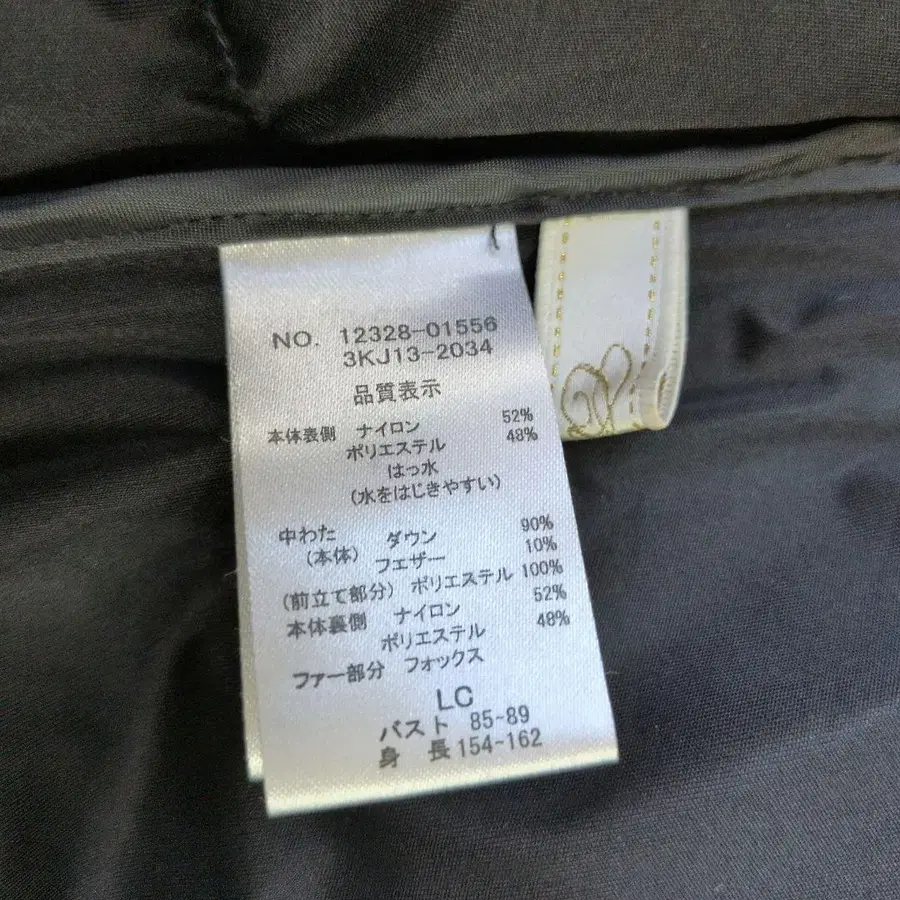 NO. 12328-01556
3KJ13-2034
品質表示
本体表側 ナイロン 52%
ポリエステル 48%
はっ水
(水をはじきやすい)
中わた
(本体) ダウン 90%
フェザー 10%
(前立て部分) ポリエステル 100%
本体裏側 ナイロン 52%
ポリエステル 48%
ファー部分 フォックス
LC
バスト 85-89
身 長 154-162